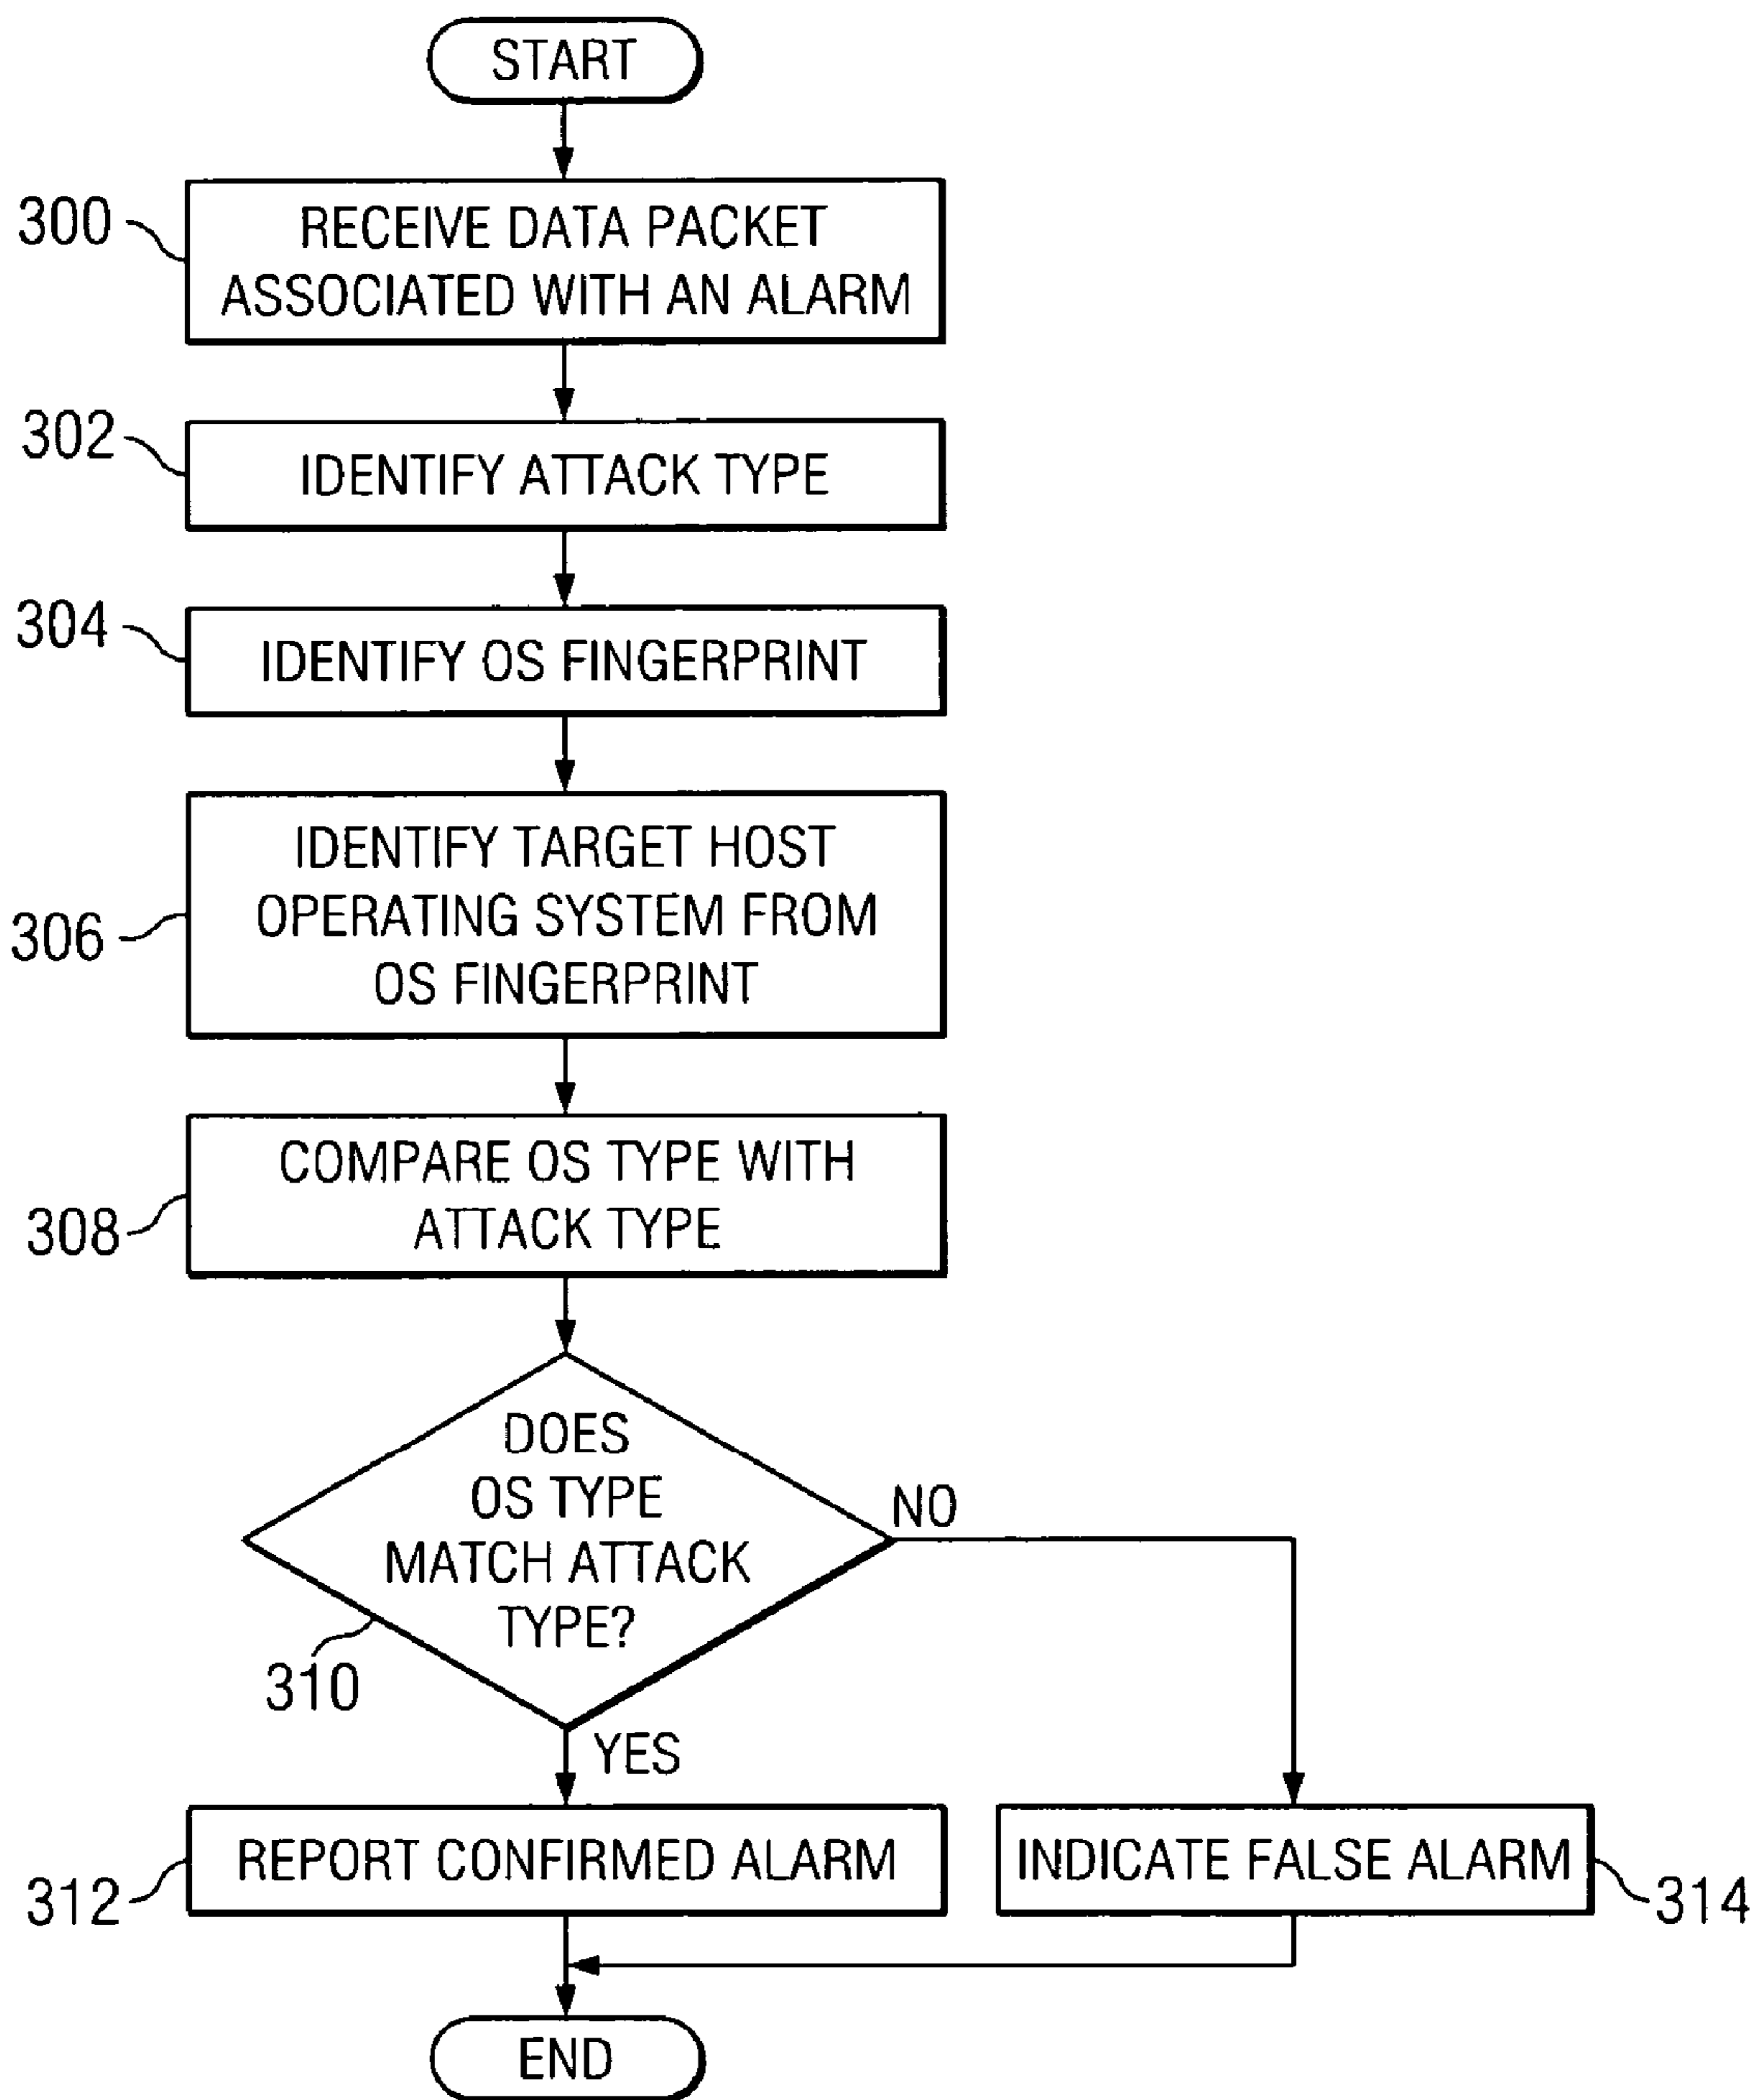 START
300
RECEIVE DATA PACKET
ASSOCIATED WITH AN ALARM
302
IDENTIFY ATTACK TYPE
304
IDENTIFY OS FINGERPRINT
306
IDENTIFY TARGET HOST
OPERATING SYSTEM FROM
OS FINGERPRINT
308
COMPARE OS TYPE WITH
ATTACK TYPE
DOES
OS TYPE
MATCH ATTACK
TYPE?
310
NO
YES
312
REPORT CONFIRMED ALARM
INDICATE FALSE ALARM
314
END